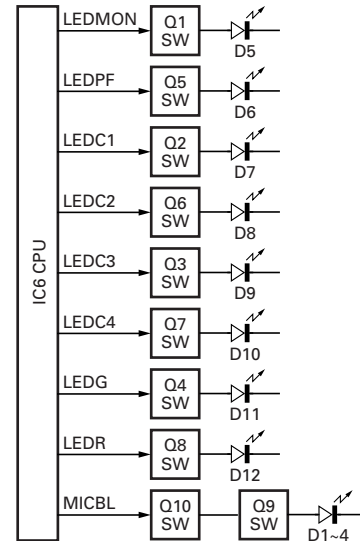 IC6 CPU
LEDMON
Q1
SW
D5
LEDPF
Q5
SW
D6
LEDC1
Q2
SW
D7
LEDC2
Q6
SW
D8
LEDC3
Q3
SW
D9
LEDC4
Q7
SW
D10
LEDG
Q4
SW
D11
LEDR
Q8
SW
D12
MICBL
Q10
SW
Q9
SW
D1~4